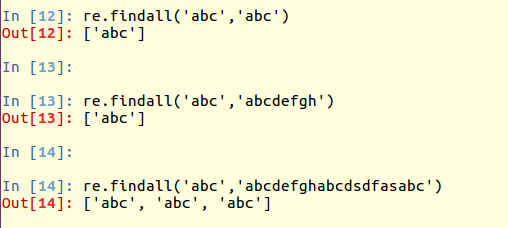 In [12]: re.findall('abc','abc')
Out[12]: ['abc']
In [13]:
In [13]: re.findall('abc','abcdefgh')
Out[13]: ['abc']
In [14]:
In [14]: re.findall('abc','abcdefghabcdsdfasabc')
Out[14]: ['abc', 'abc', 'abc']